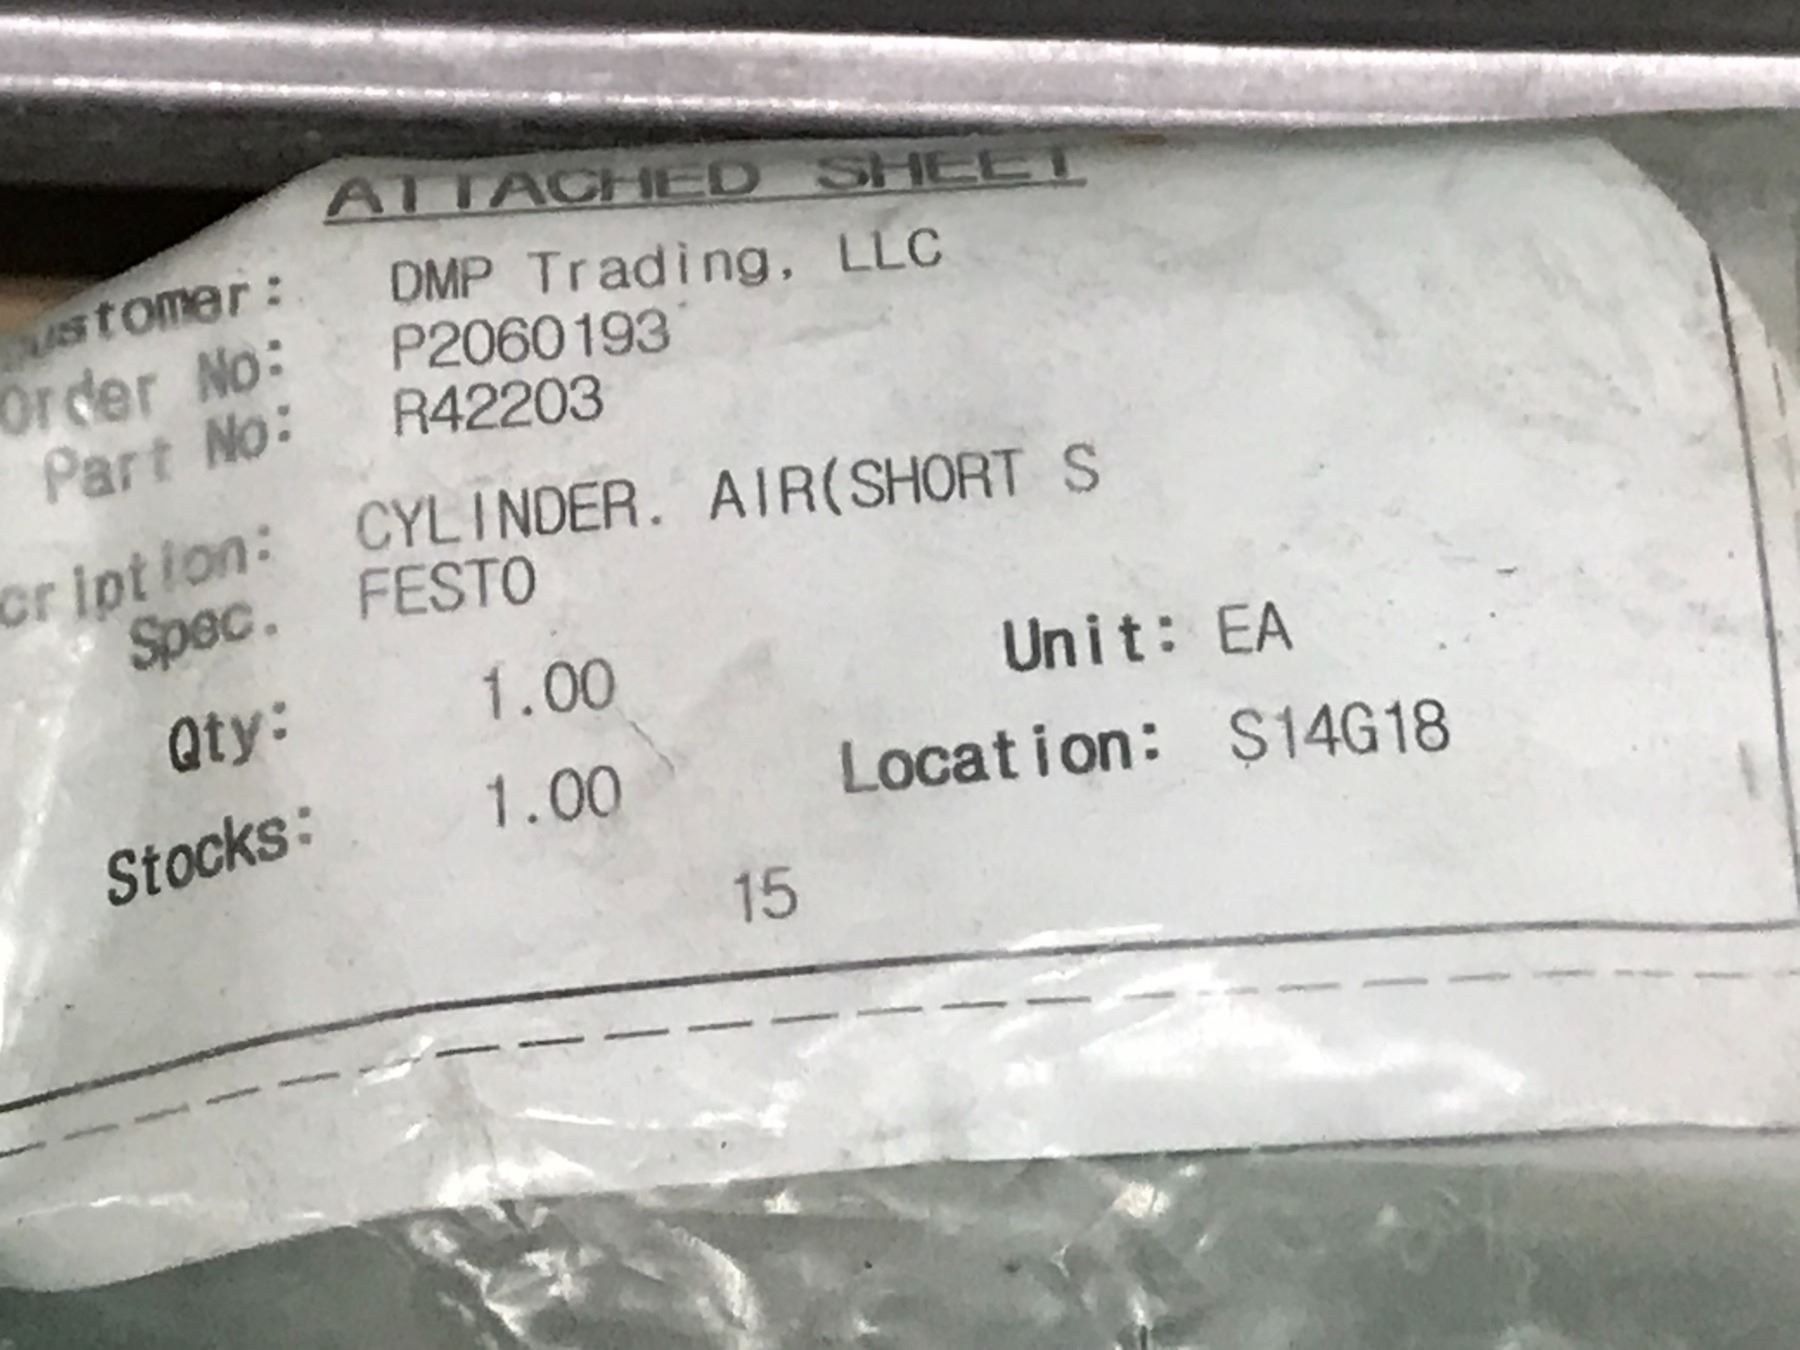 ATTACHED SHEET
ustomer: DMP Trading, LLC
Order No: P2060193
Part No: R42203
cription: CYLINDER. AIR(SHORT S
Spec. FESTO
Qty: 1.00 Unit: EA
Stocks: 1.00 Location: S14G18
15